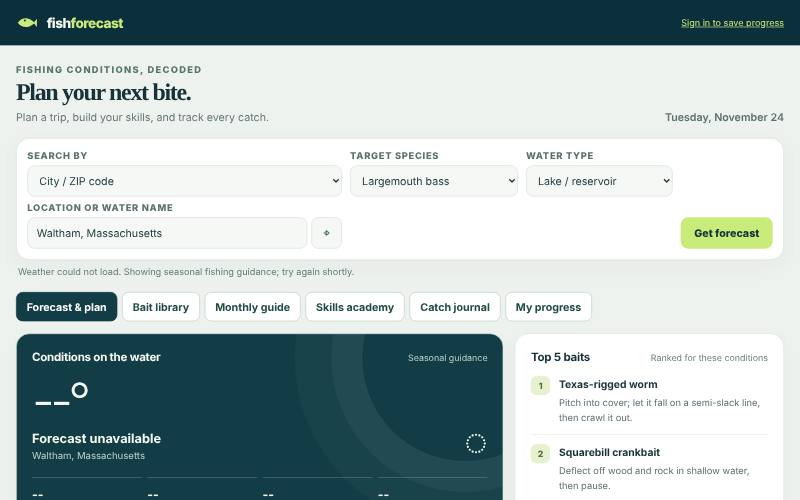 fishforecast
Sign in to save progress
FISHING CONDITIONS, DECODED
Plan your next bite.
Plan a trip, build your skills, and track every catch.
Tuesday, November 24
SEARCH BY
TARGET SPECIES
WATER TYPE
City / ZIP code
Largemouth bass
Lake / reservoir
LOCATION OR WATER NAME
Waltham, Massachusetts
Get forecast
Weather could not load. Showing seasonal fishing guidance; try again shortly.
Forecast & plan
Bait library
Monthly guide
Skills academy
Catch journal
My progress
Conditions on the water
Seasonal guidance
__°
Forecast unavailable
Waltham, Massachusetts
-- -- -- --
Top 5 baits
Ranked for these conditions
1 Texas-rigged worm
Pitch into cover; let it fall on a semi-slack line,
then crawl it out.
2 Squarebill crankbait
Deflect off wood and rock in shallow water,
then pause.